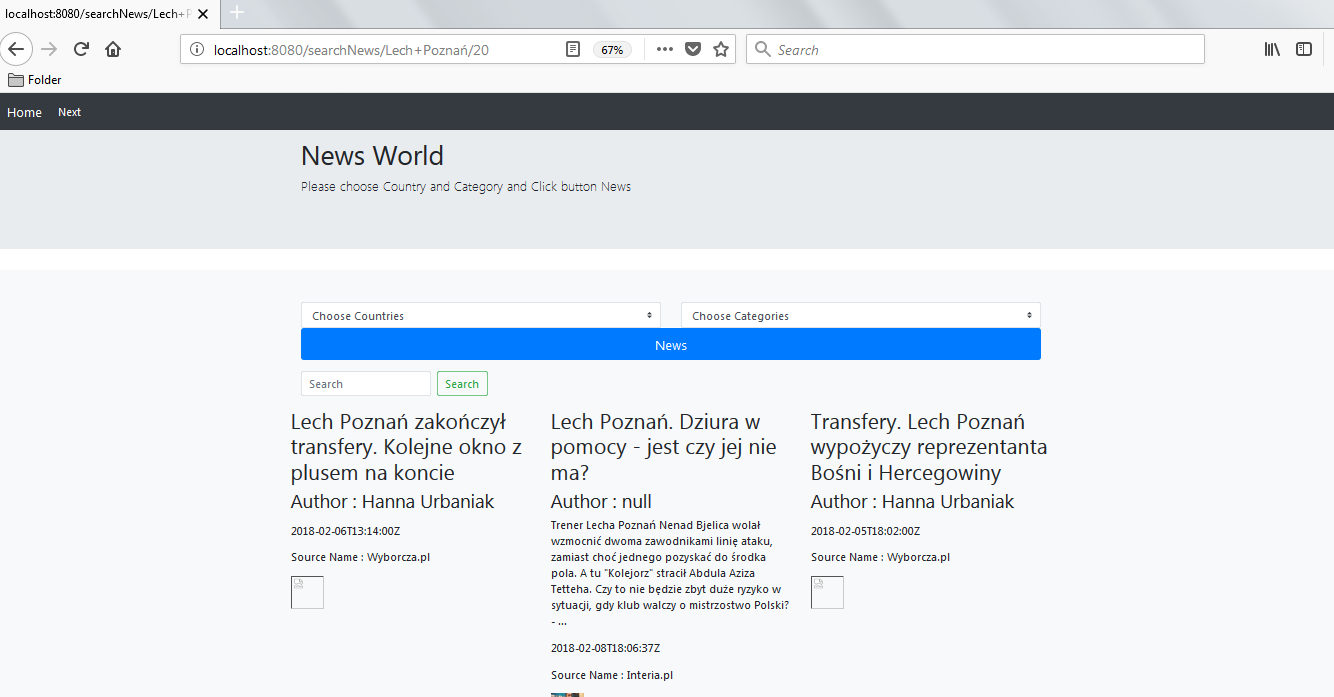 localhost:8080/searchNews/Lech+P
localhost:8080/searchNews/Lech+Poznań/20
67%
Search
Folder
Home
Next
News World
Please choose Country and Category and Click button News
Choose Countries
Choose Categories
News
Search
Search
Lech Poznań zakończył
transfery. Kolejne okno z
plusem na koncie
Author : Hanna Urbaniak
2018-02-06T13:14:00Z
Source Name : Wyborcza.pl
Lech Poznań. Dziura w
pomocy - jest czy jej nie
ma?
Author : null
Trener Lecha Poznań Nenad Bjelica wolał
wzmocnić dwoma zawodnikami linię ataku,
zamiast choć jednego pozyskać do środka
pola. A tu "Kolejorz" stracił Abdula Aziza
Tetteha. Czy to nie będzie zbyt duże ryzyko w
sytuacji, gdy klub walczy o mistrzostwo Polski?
- ...
2018-02-08T18:06:37Z
Source Name : Interia.pl
Transfery. Lech Poznań
wypożyczy reprezentanta
Bośni i Hercegowiny
Author : Hanna Urbaniak
2018-02-05T18:02:00Z
Source Name : Wyborcza.pl